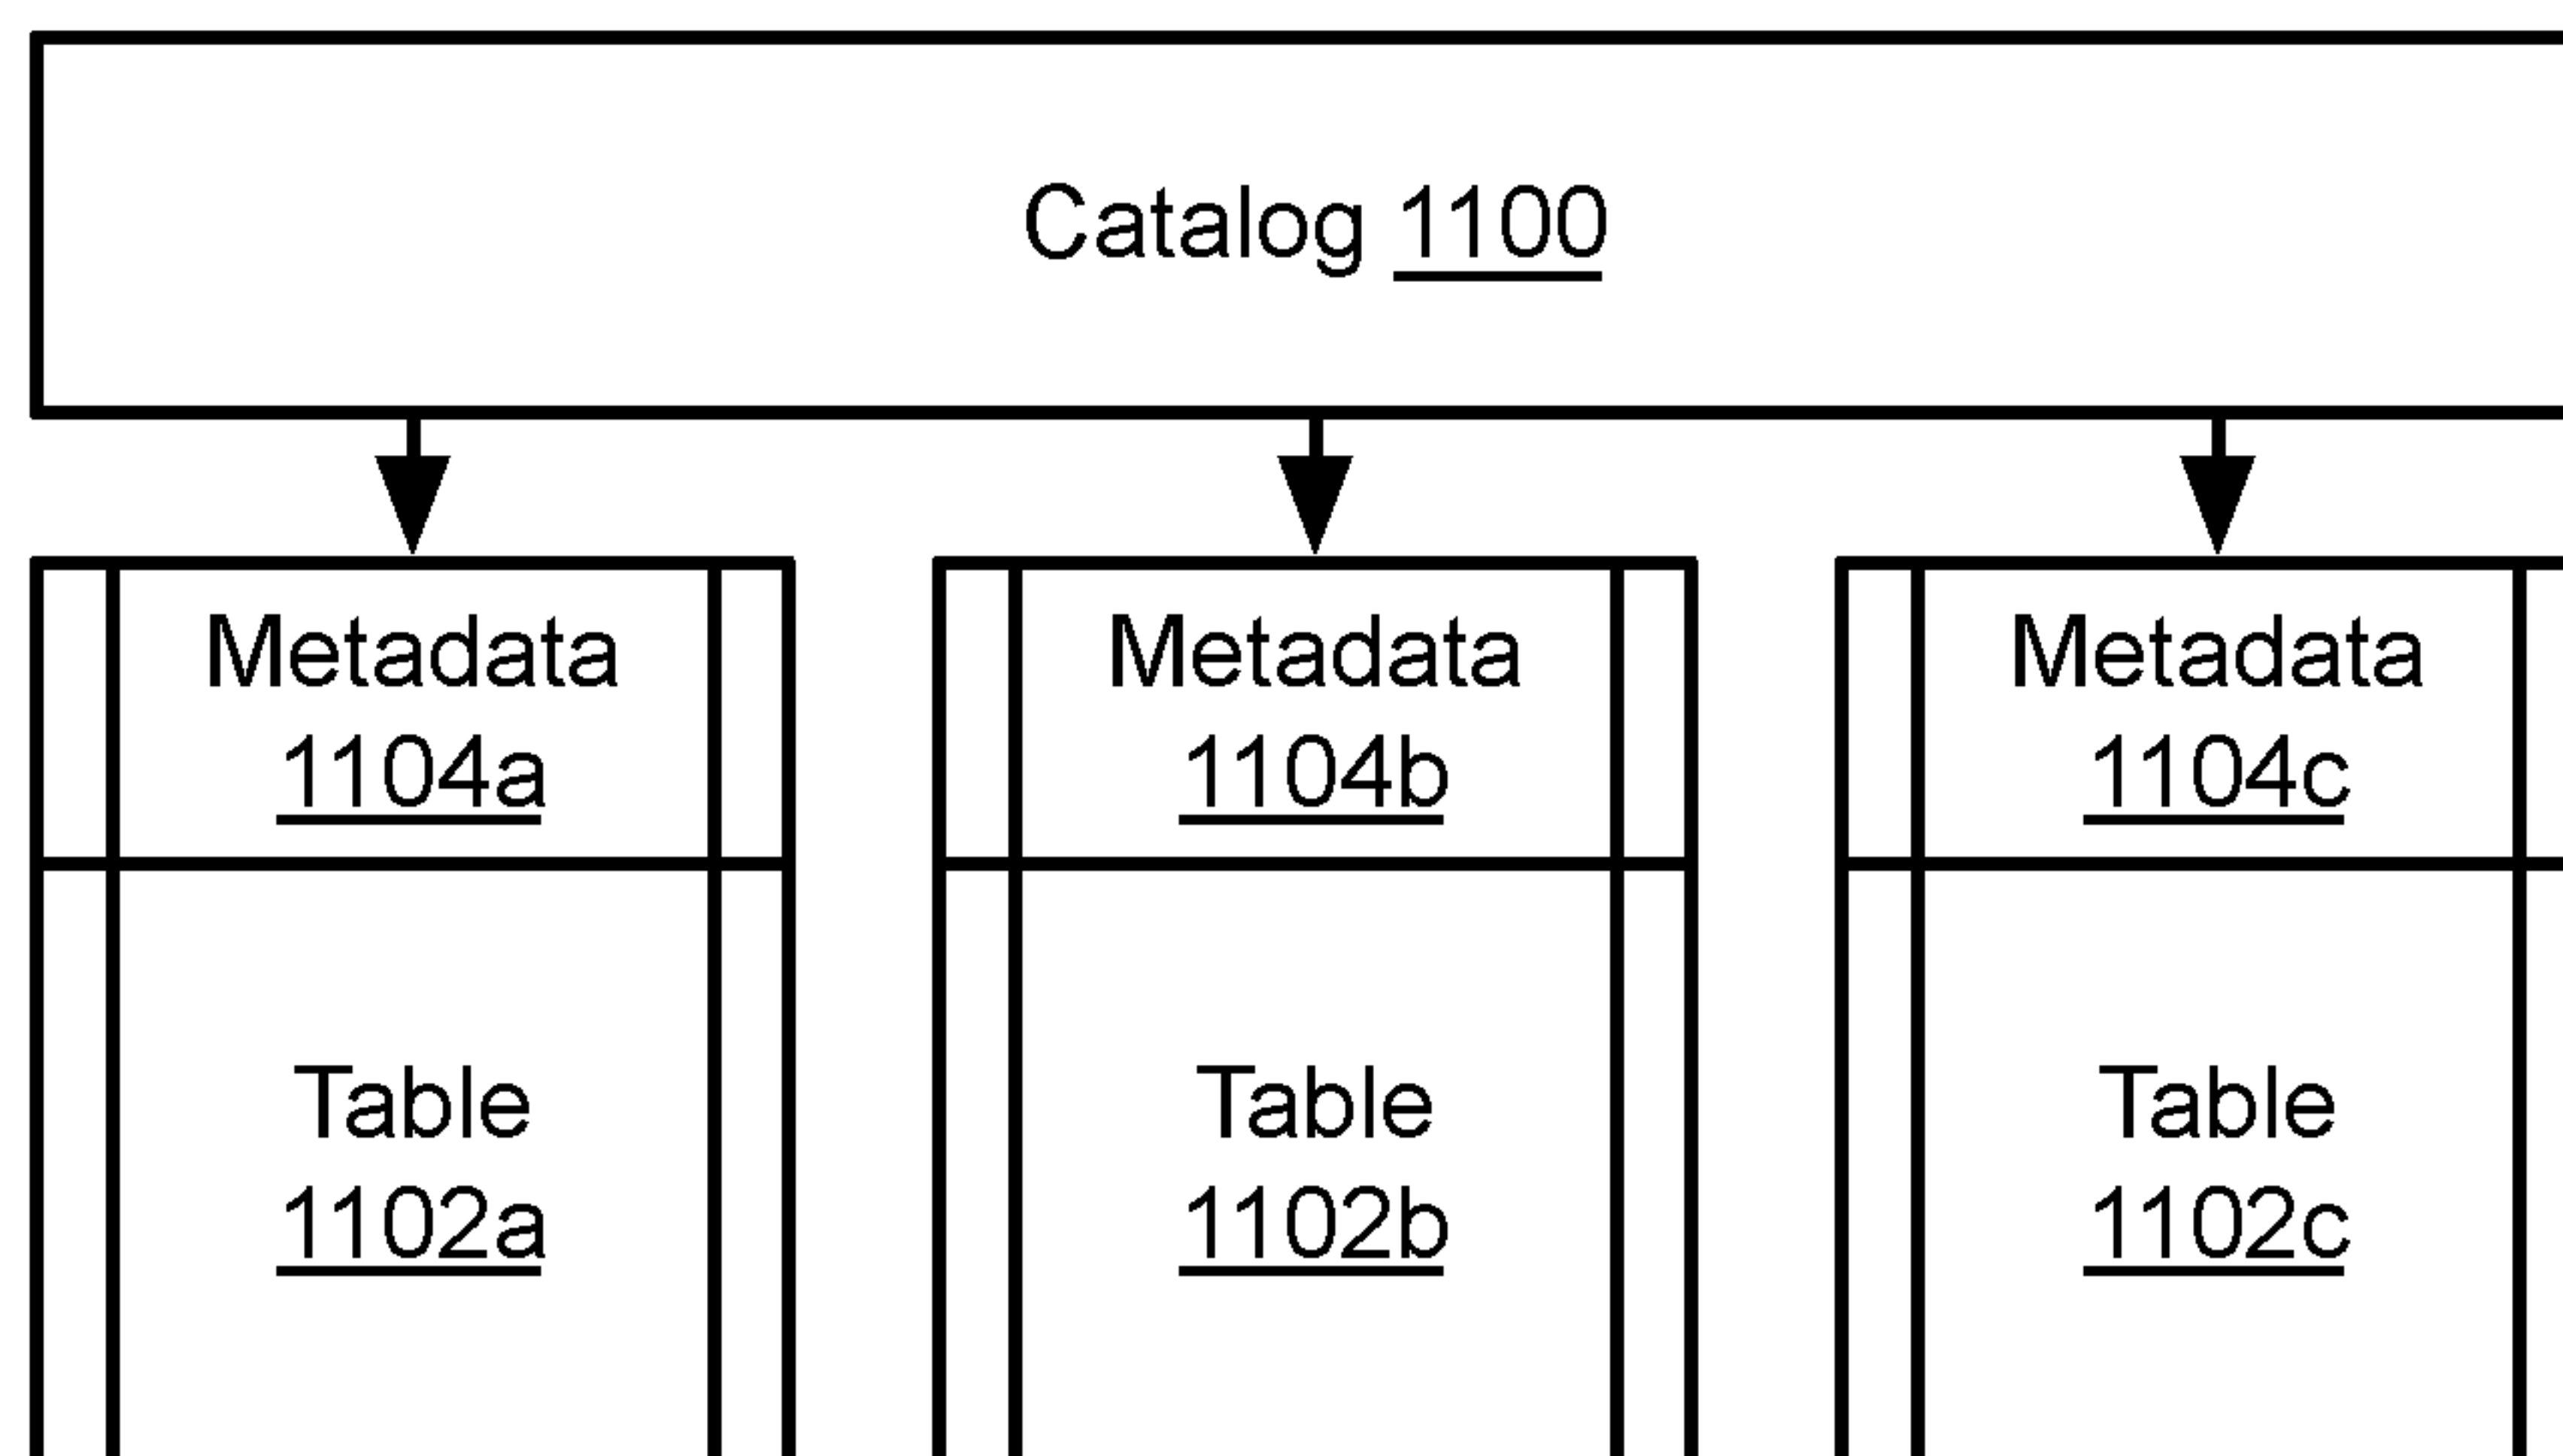 Catalog 1100
Metadata
1104a
Metadata
1104b
Metadata
1104c
Table
1102a
Table
1102b
Table
1102c